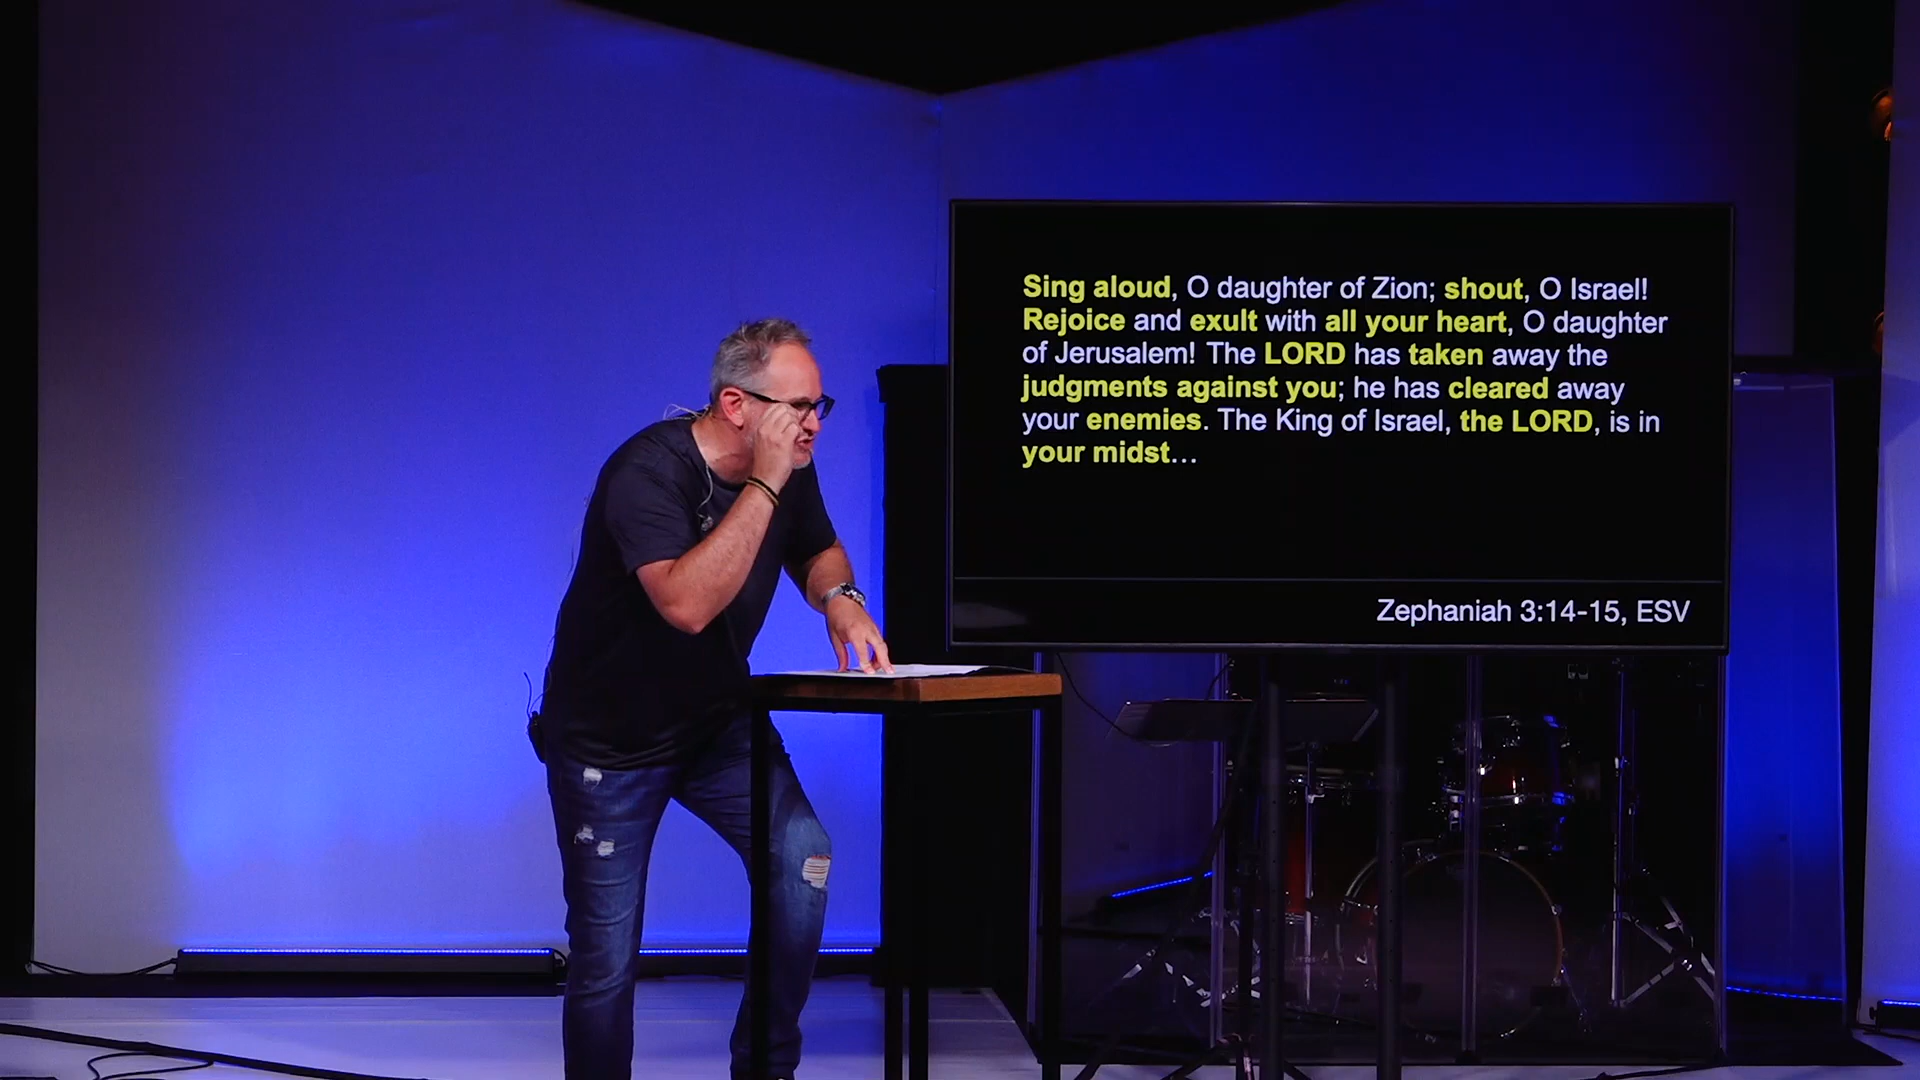 Sing aloud, O daughter of Zion; shout, O Israel!
Rejoice and exult with all your heart, O daughter
of Jerusalem! The LORD has taken away the
judgments against you; he has cleared away
your enemies. The King of Israel, the LORD, is in
your midst…
Zephaniah 3:14-15, ESV